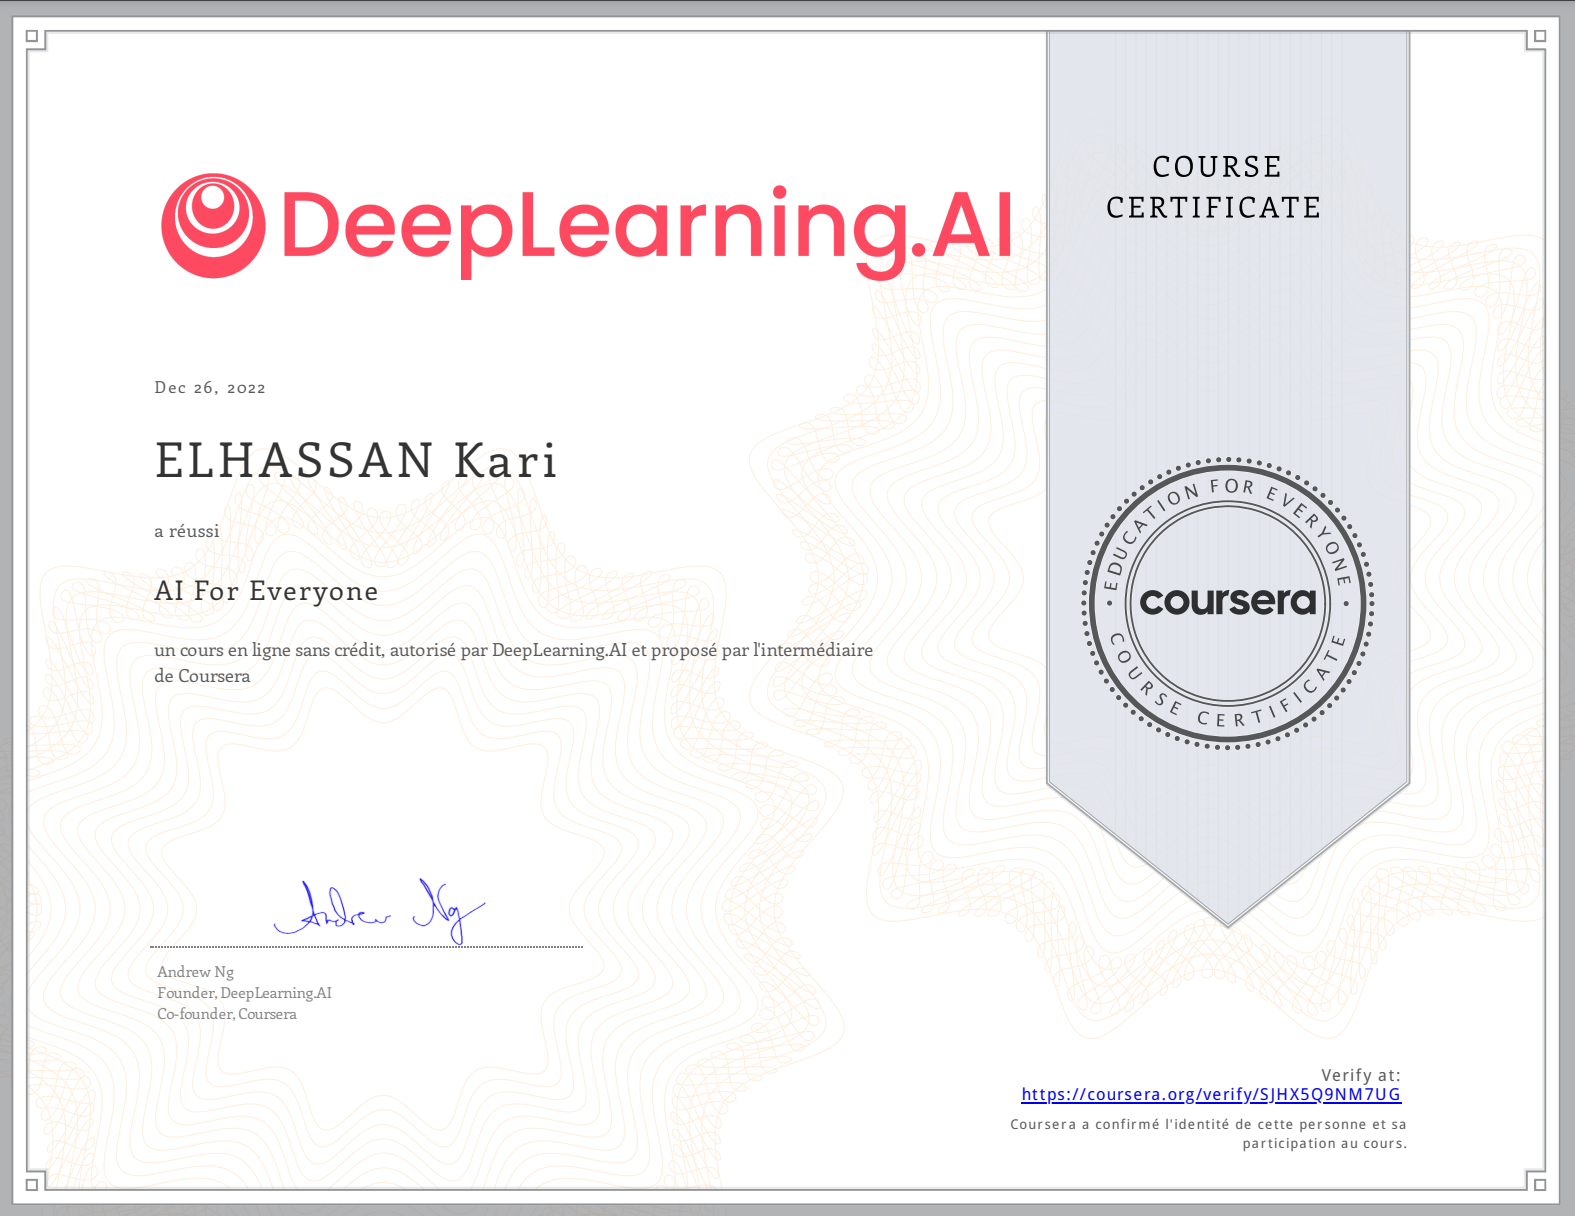 DeepLearning.AI
COURSE
CERTIFICATE
Dec 26, 2022
ELHASSAN Kari
a réussi
AI For Everyone
un cours en ligne sans crédit, autorisé par DeepLearning.AI et proposé par l'intermédiaire
de Coursera
EDUCATION FOR EVERYONE
coursera
COURSE CERTIFICATE
Andrew Ng
Andrew Ng
Founder, DeepLearning.AI
Co-founder, Coursera
Verify at:
https://coursera.org/verify/SJHX5Q9NM7UG
Coursera a confirmé l'identité de cette personne et sa
participation au cours.